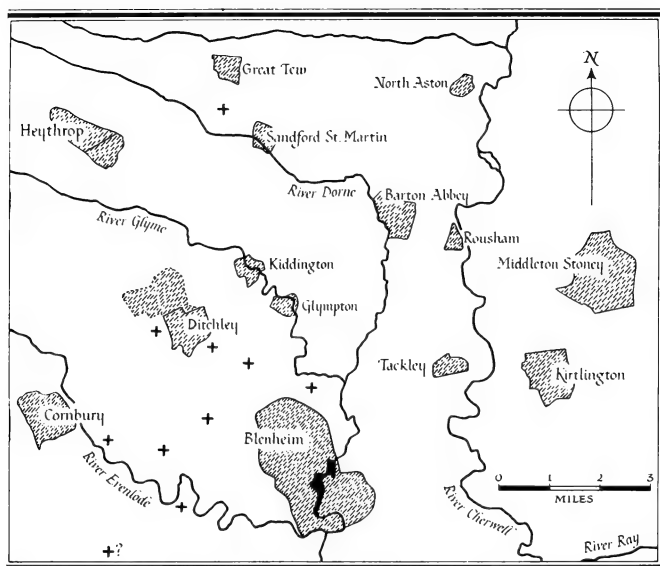 Great Tew
North Aston
N
Heythrop
Sandford St. Martin
River Dorne
Barton Abbey
River Glyme
Rousham
Middleton Stoney
Kiddington
Glympton
Ditchley
Tackley
Kirtlington
Cornbury
Blenheim
River Evenlode
0 1 2 3
MILES
River Cherwell
River Ray
+?